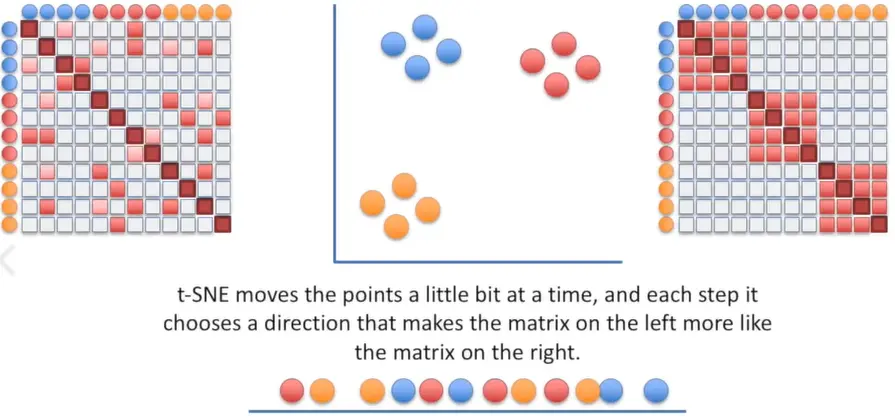 t-SNE moves the points a little bit at a time, and each step it
chooses a direction that makes the matrix on the left more like
the matrix on the right.